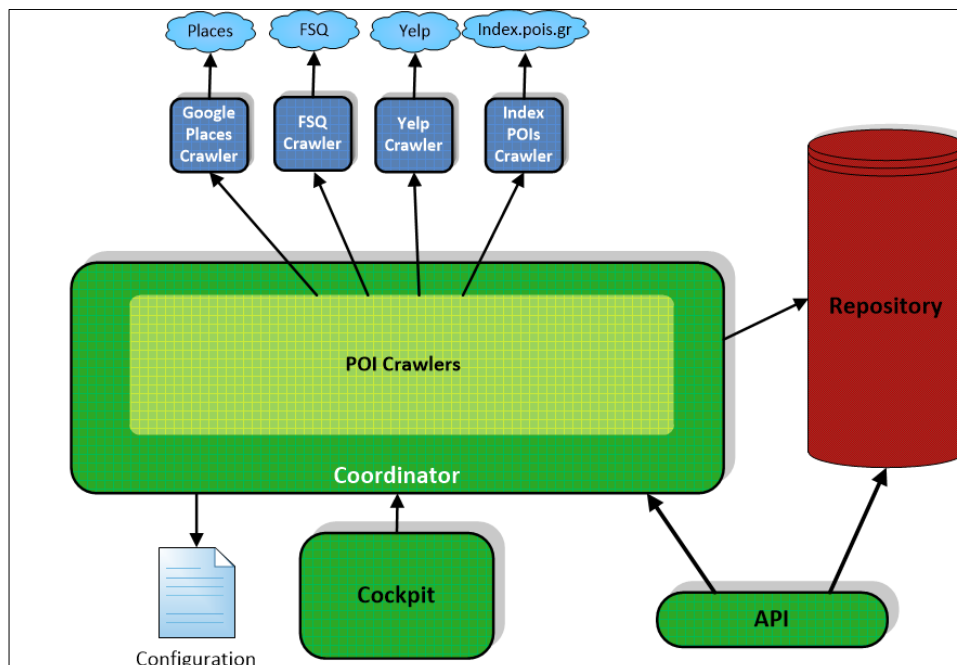 Places
FSQ
Yelp
Index.pois.gr
Google
Places
Crawler
FSQ
Crawler
Yelp
Crawler
Index
POIs
Crawler
Repository
POI Crawlers
Coordinator
Cockpit
API
Configuration